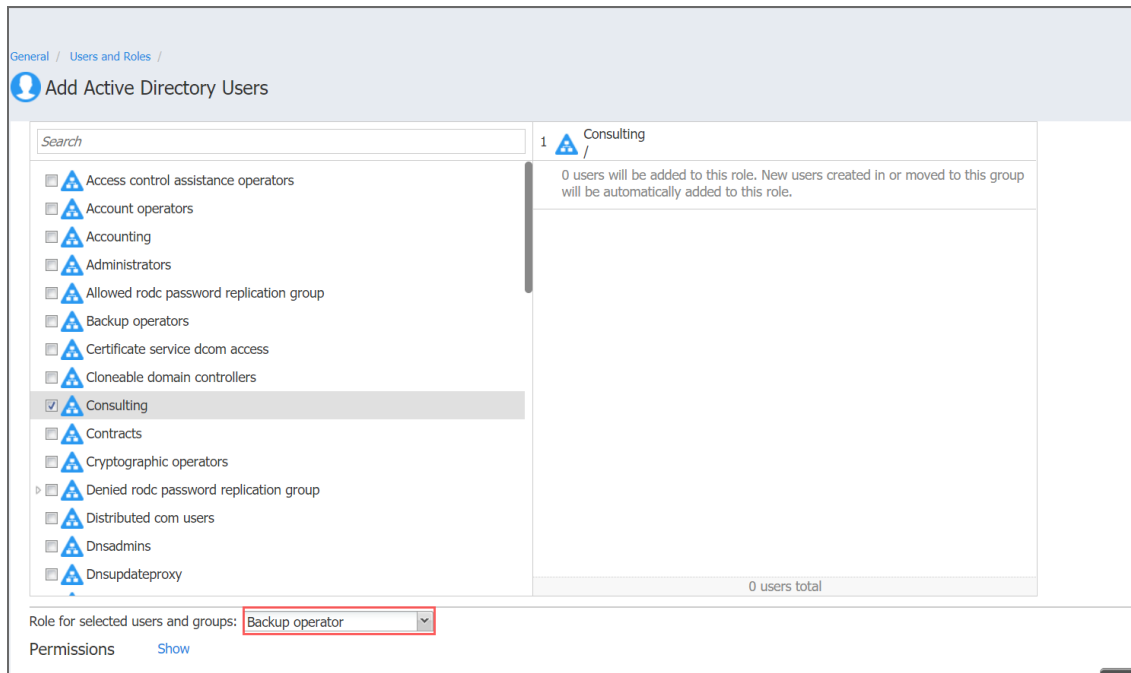 General / Users and Roles /
Add Active Directory Users
Search
Access control assistance operators
Account operators
Accounting
Administrators
Allowed rodc password replication group
Backup operators
Certificate service dcom access
Cloneable domain controllers
Consulting
Contracts
Cryptographic operators
Denied rodc password replication group
Distributed com users
Dnsadmins
Dnsupdateproxy
1 Consulting
/
0 users will be added to this role. New users created in or moved to this group
will be automatically added to this role.
0 users total
Role for selected users and groups: Backup operator
Permissions Show